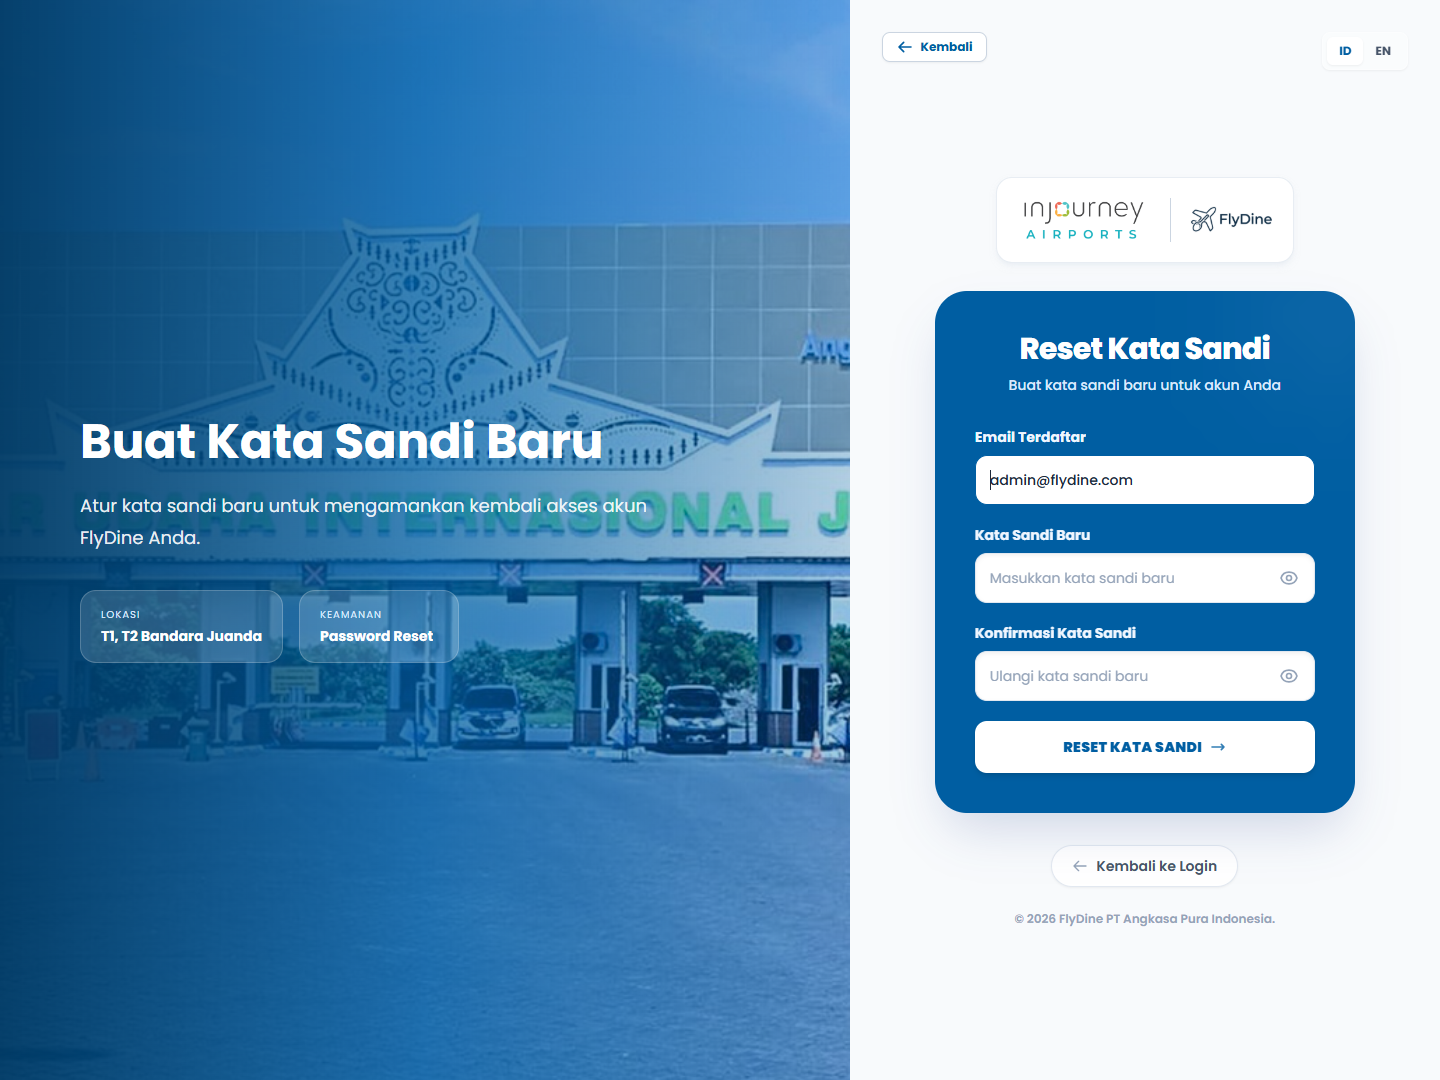 Buat Kata Sandi Baru
Atur kata sandi baru untuk mengamankan kembali akses akun
FlyDine Anda.
LOKASI
T1, T2 Bandara Juanda
KEAMANAN
Password Reset
INTERNASIONAL J
Ang
Kembali
ID
EN
injourney
AIRPORTS
FlyDine
Reset Kata Sandi
Buat kata sandi baru untuk akun Anda
Email Terdaftar
admin@flydine.com
Kata Sandi Baru
Masukkan kata sandi baru
Konfirmasi Kata Sandi
Ulangi kata sandi baru
RESET KATA SANDI →
Kembali ke Login
© 2026 FlyDine PT Angkasa Pura Indonesia.